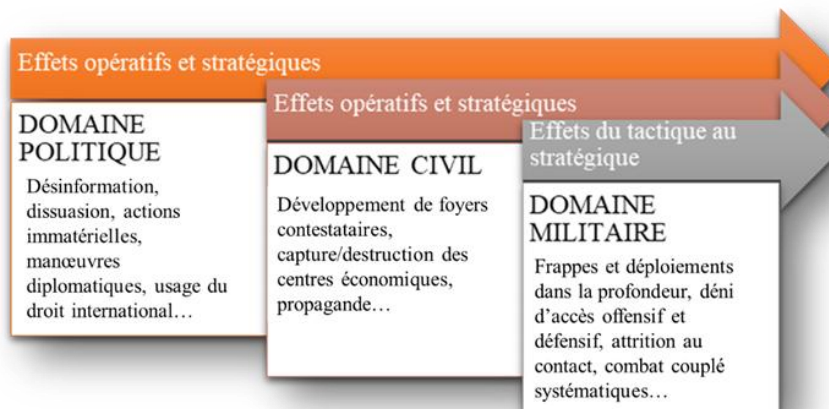 Effets opératifs et stratégiques
DOMAINE
POLITIQUE
Désinformation,
dissuasion, actions
immatérielles,
manœuvres
diplomatiques, usage du
droit international…
Effets opératifs et stratégiques
DOMAINE CIVIL
Développement de foyers
contestataires,
capture/destruction des
centres économiques,
propagande…
Effets du tactique au
stratégique
DOMAINE
MILITAIRE
Frappes et déploiements
dans la profondeur, déni
d’accès offensif et
défensif, attrition au
contact, combat couplé
systématiques…